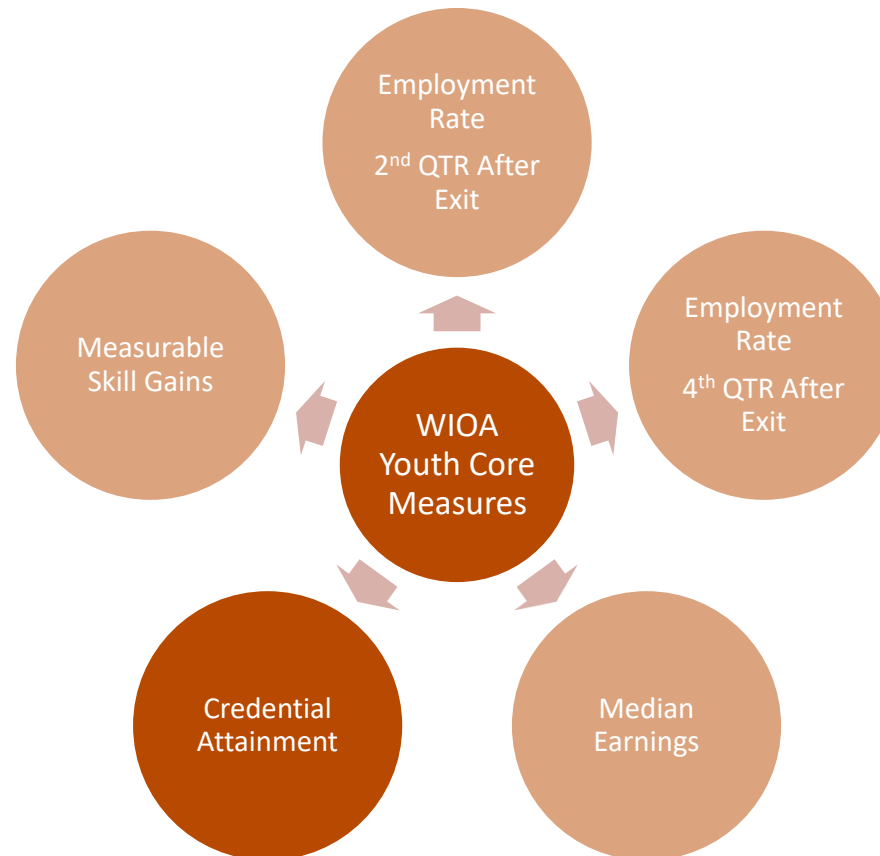 Employment
Rate
2nd QTR After
Exit
Employment
Rate
4th QTR After
Exit
Measurable
Skill Gains
WIOA
Youth Core
Measures
Credential
Attainment
Median
Earnings